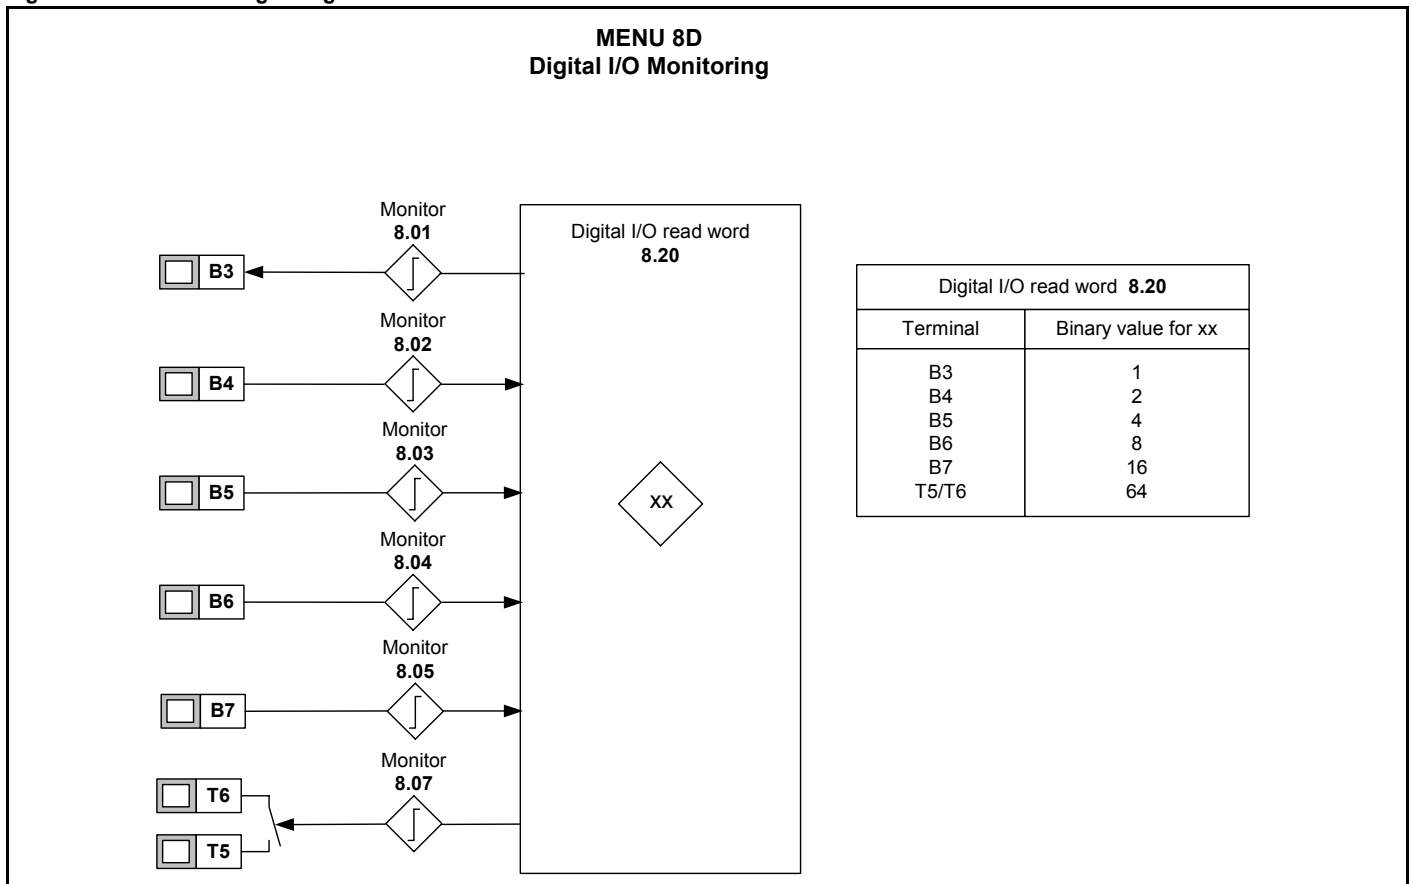 MENU 8D
Digital I/O Monitoring
Monitor
8.01
B3
Monitor
8.02
B4
Monitor
8.03
B5
Monitor
8.04
B6
Monitor
8.05
B7
Monitor
8.07
T6
T5
Digital I/O read word
8.20
XX
Digital I/O read word 8.20
Terminal Binary value for xx
B3 1
B4 2
B5 4
B6 8
B7 16
T5/T6 64